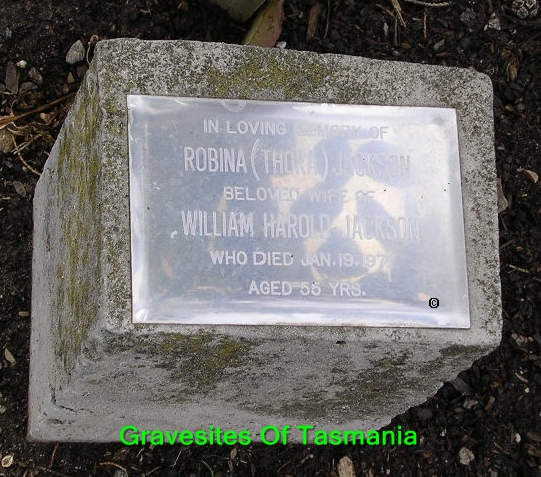 IN LOVING MEMORY OF
ROBINA (THORA) JACKSON
BELOVED WIFE OF
WILLIAM HAROLD JACKSON
WHO DIED JAN. 19. 
AGED 55 YRS.
©
Gravesites Of Tasmania